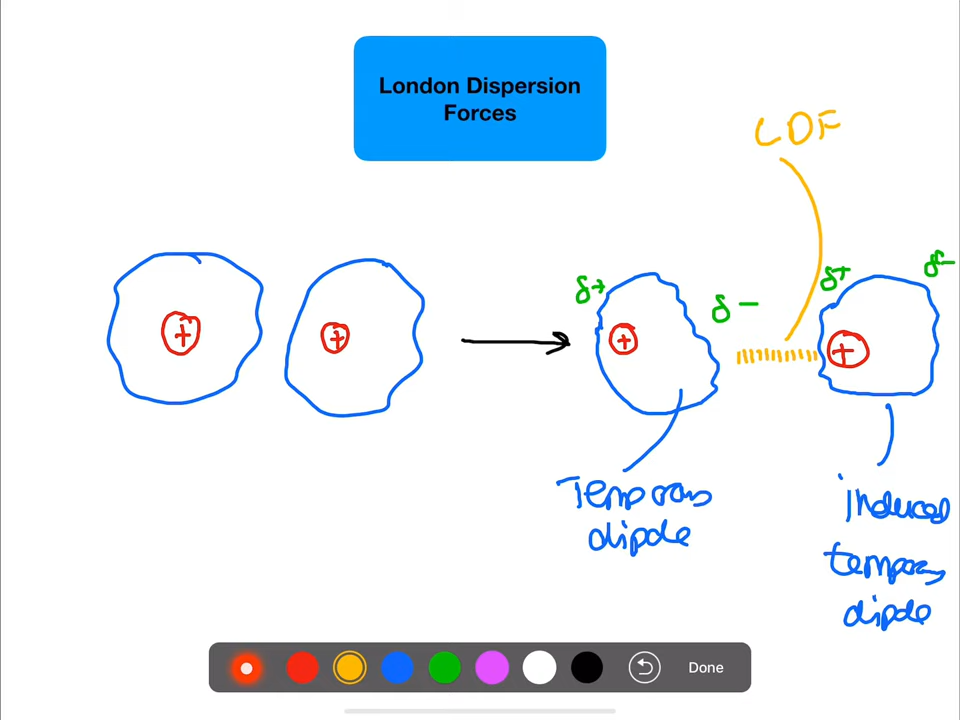 London Dispersion
Forces
LDF
δ+
δ-
δ+
δ-
+
+
+
+
Temporary
dipole
induced
temporary
dipole
Done